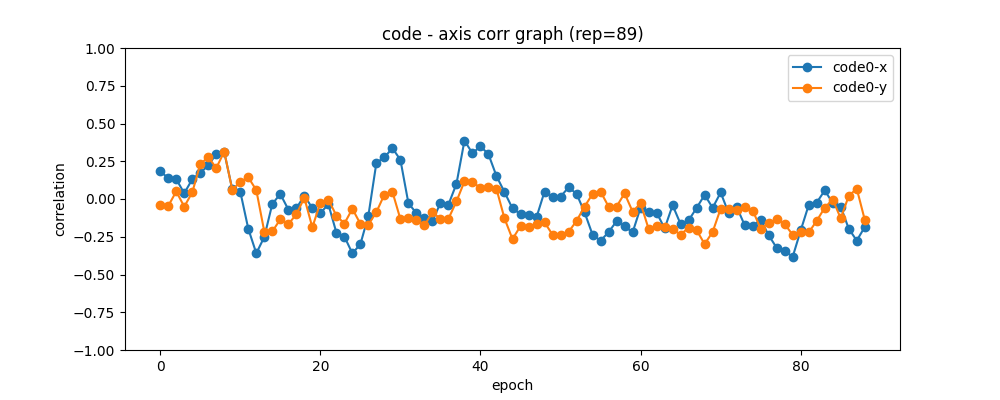 code - axis corr graph (rep=89)
1.00
0.75
0.50
0.25
0.00
−0.25
−0.50
−0.75
−1.00
correlation
code0-x
code0-y
0 20 40 60 80
epoch